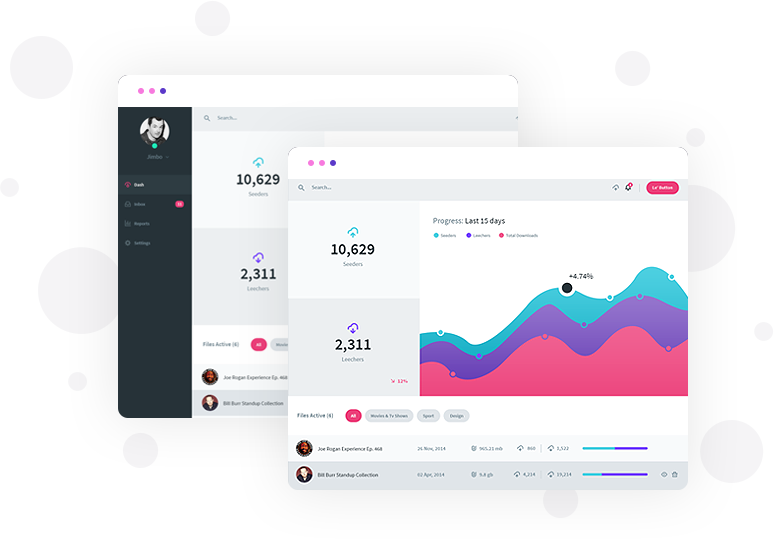 Search...
Jimbo
Dash
Inbox
Reports
Settings
10,629
Seeders
2,311
Leechers
Files Active (6)
All
Movies
Joe Rogan Experience Ep. 468
Bill Burr Standup Collection
Search...
Le' Button
10,629
Seeders
2,311
Leechers
12%
Progress: Last 15 days
Seeders Leechers Total Downloads
+4.74%
Files Active (6) All Movies & Tv Shows Sport Design
Joe Rogan Experience Ep. 468 26 Nov, 2014 965.21 mb 860 3,522
Bill Burr Standup Collection 02 Apr, 2014 9.8 gb 4,214 19,214